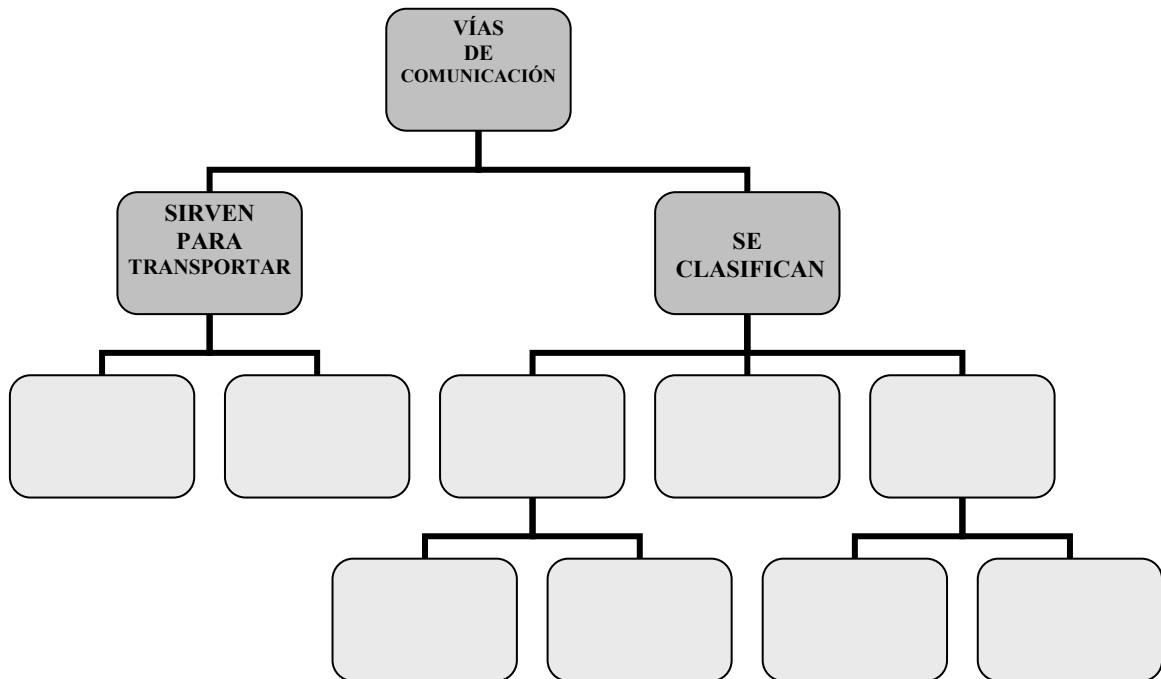 VÍAS
DE
COMUNICACIÓN
SIRVEN
PARA
TRANSPORTAR
SE
CLASIFICAN